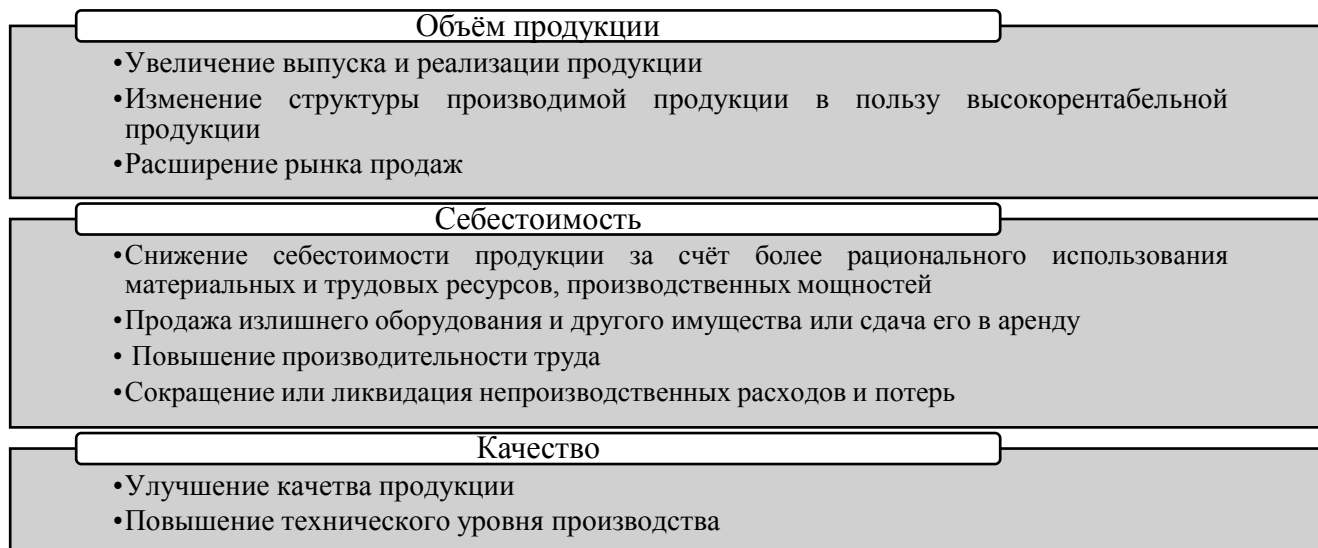 Объём продукции
•Увеличение выпуска и реализации продукции
•Изменение структуры производимой продукции в пользу высокорентабельной
продукции
•Расширение рынка продаж
Себестоимость
•Снижение себестоимости продукции за счёт более рационального использования
материальных и трудовых ресурсов, производственных мощностей
•Продажа излишнего оборудования и другого имущества или сдача его в аренду
• Повышение производительности труда
•Сокращение или ликвидация непроизводственных расходов и потерь
Качество
•Улучшение качетва продукции
•Повышение технического уровня производства